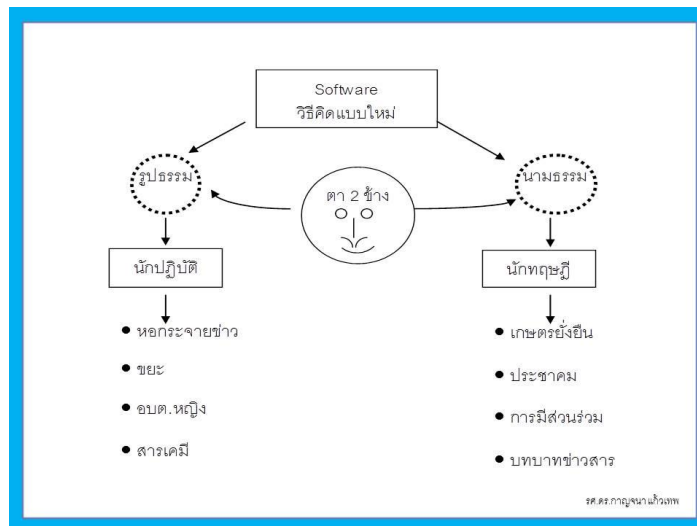 Software
วิธีคิดแบบใหม่
รูปธรรม
ตา 2 ข้าง
นามธรรม
นักปฏิบัติ
นักทฤษฎี
• หอกระจายข่าว
• ขยะ
• อบต.หญิง
• สารเคมี
• เกษตรยั่งยืน
• ประชาคม
• การมีส่วนร่วม
• บทบาทข่าวสาร
รศ.ดร.กาญจนา แก้วเทพ